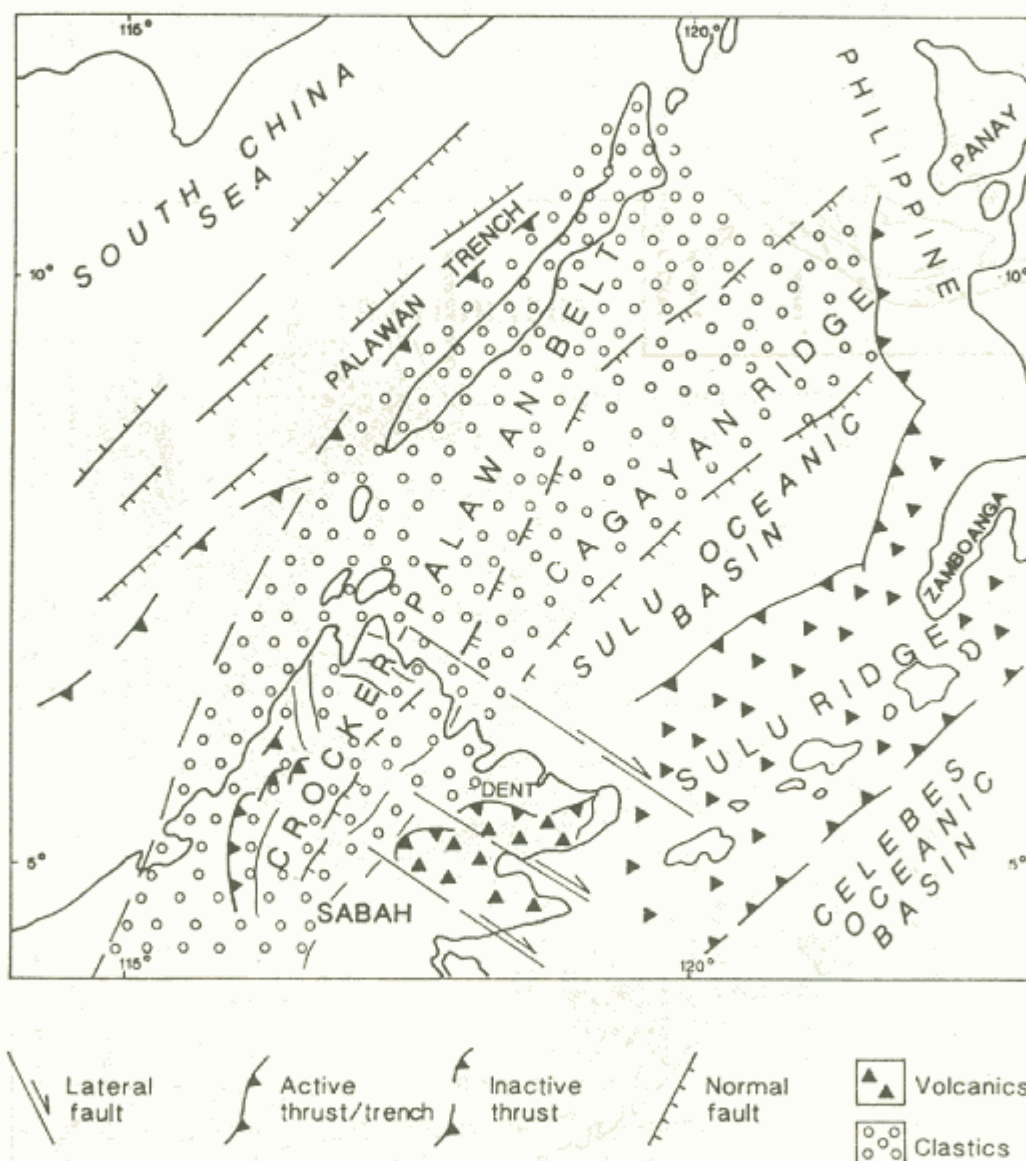 115°
120°
SOUTH CHINA
SEA
PHILIPPINE
PANAY
10°
10°
PALAWAN TRENCH
PALAWAN BELT
CAGAYAN RIDGE
SULU OCEANIC
BASIN
ZAMBOANGA
SULU RIDGE
CROCKER
DENT
CELEBES
OCEANIC
BASIN
5°
5°
SABAH
115°
120°
Lateral
fault
Active
thrust/trench
Inactive
thrust
Normal
fault
Volcanics
Clastics